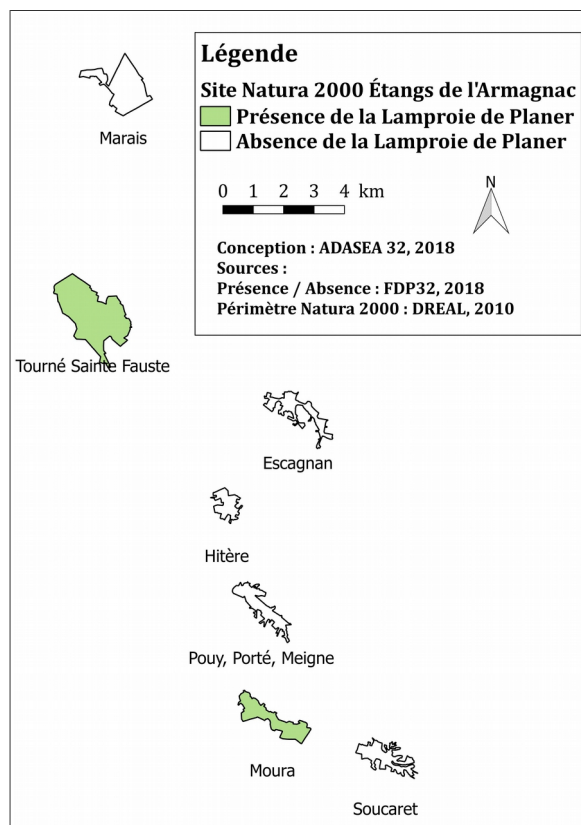 Légende
Site Natura 2000 Étangs de l'Armagnac
Présence de la Lamproie de Planer
Absence de la Lamproie de Planer
0 1 2 3 4 km
N
Conception : ADASEA 32, 2018
Sources :
Présence / Absence : FDP32, 2018
Périmètre Natura 2000 : DREAL, 2010
Marais
Tourné Sainte Fauste
Escagnan
Hitère
Pouy, Porté, Meigne
Moura
Soucaret